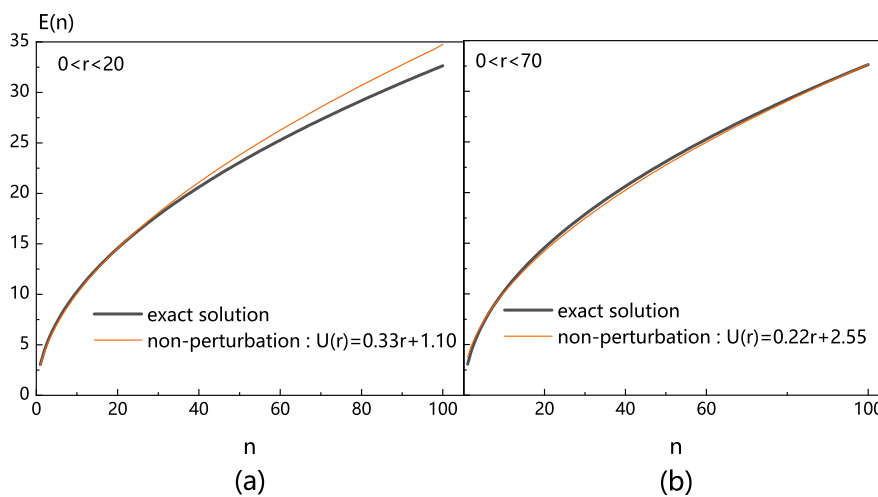 E(n)
35
30
25
20
15
10
5
0
0<r<20
exact solution
non-perturbation : U(r)=0.33r+1.10
0
20
40
60
80
100
n
(a)
0<r<70
exact solution
non-perturbation : U(r)=0.22r+2.55
20
40
60
100
n
(b)